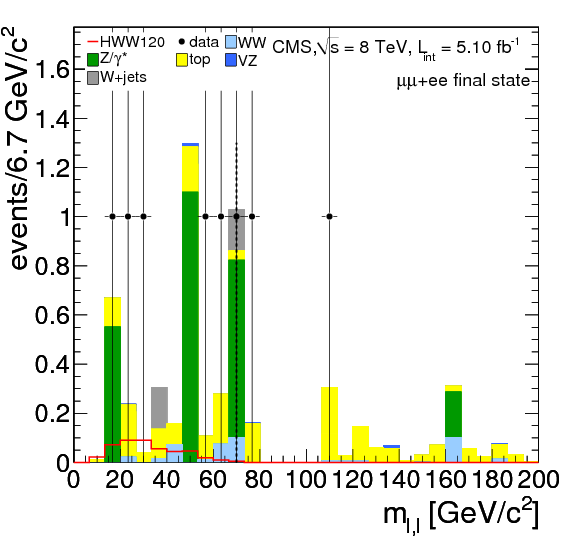 HWW120 data WW CMS,√s = 8 TeV, L_int = 5.10 fb⁻¹
Z/γ* top VZ
W+jets
μμ+ee final state
events/6.7 GeV/c²
1.6
1.4
1.2
1
0.8
0.6
0.4
0.2
0
0 20 40 60 80 100 120 140 160 180 200
m_l,l [GeV/c²]